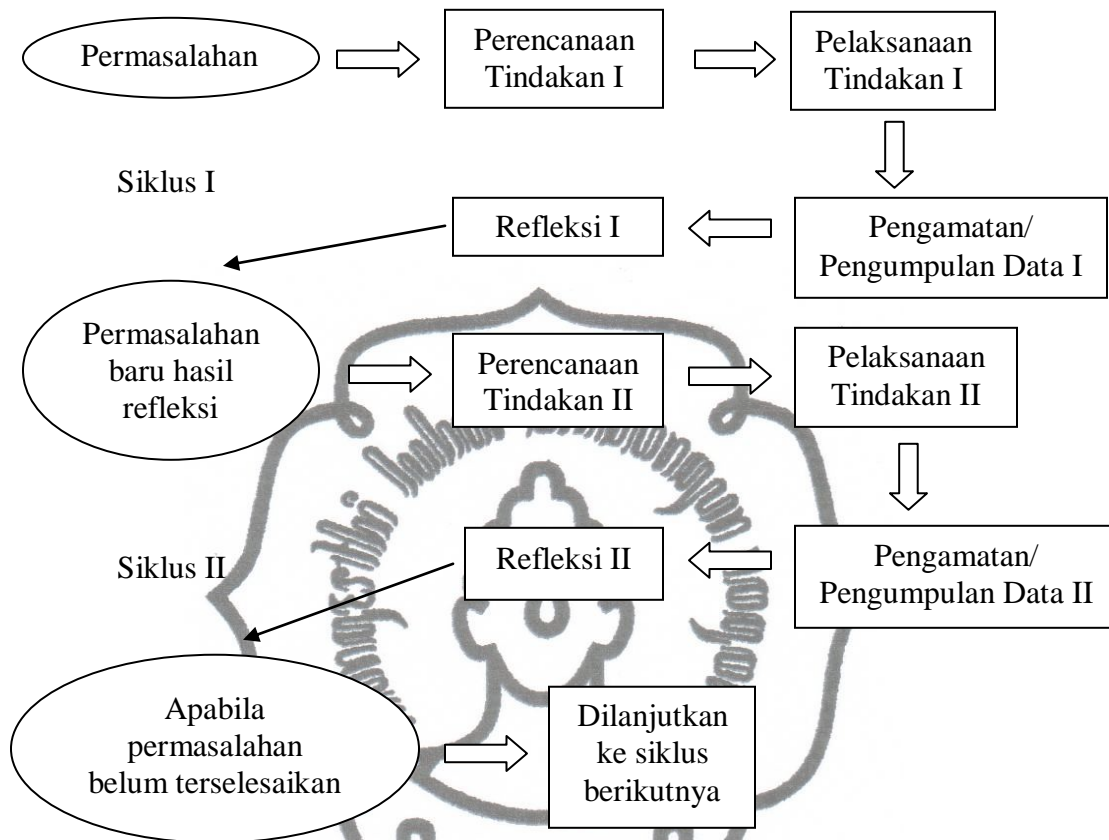 Permasalahan
Perencanaan
Tindakan I
Pelaksanaan
Tindakan I
Siklus I
Refleksi I
Pengamatan/
Pengumpulan Data I
Permasalahan
baru hasil
refleksi
Perencanaan
Tindakan II
Pelaksanaan
Tindakan II
Siklus II
Refleksi II
Pengamatan/
Pengumpulan Data II
Apabila
permasalahan
belum terselesaikan
Dilanjutkan
ke siklus
berikutnya